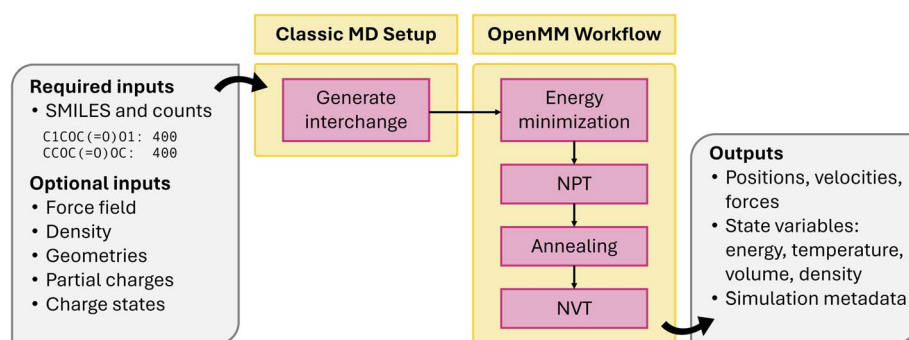 Classic MD Setup
OpenMM Workflow
Required inputs
• SMILES and counts
C1COC(=O)O1: 400
CCOC(=O)OC: 400
Optional inputs
• Force field
• Density
• Geometries
• Partial charges
• Charge states
Generate
interchange
Energy
minimization
NPT
Annealing
NVT
Outputs
• Positions, velocities,
forces
• State variables:
energy, temperature,
volume, density
• Simulation metadata